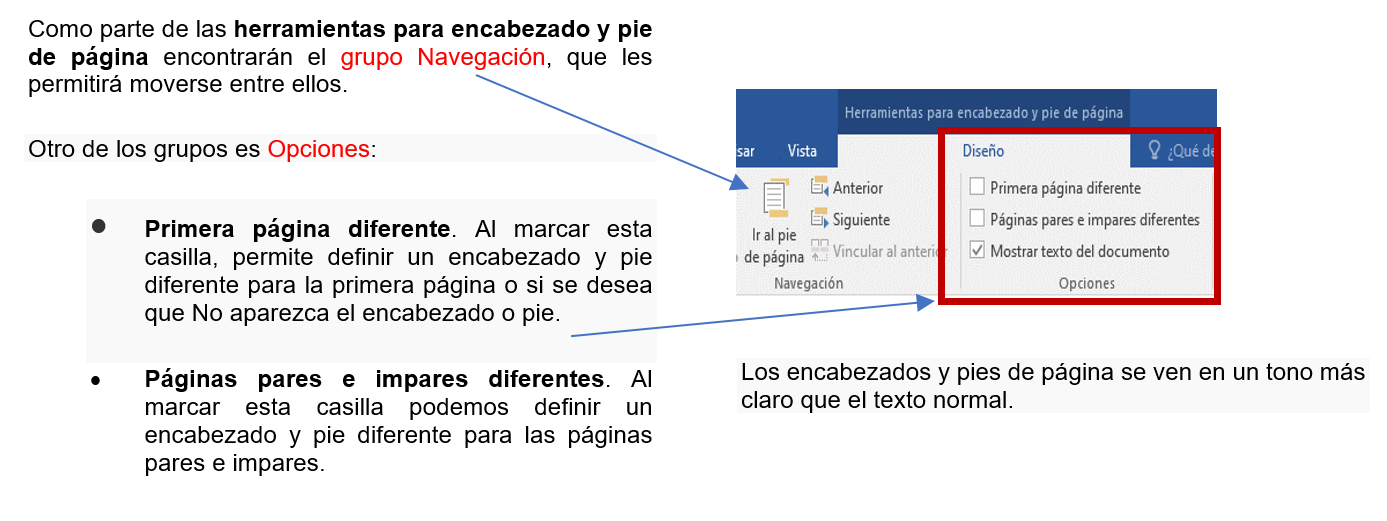 Como parte de las herramientas para encabezado y pie
de página encontrarán el grupo Navegación, que les
permitirá moverse entre ellos.
Otro de los grupos es Opciones:
● Primera página diferente. Al marcar esta
casilla, permite definir un encabezado y pie
diferente para la primera página o si se desea
que No aparezca el encabezado o pie.
● Páginas pares e impares diferentes. Al
marcar esta casilla podemos definir un
encabezado y pie diferente para las páginas
pares e impares.
Herramientas para encabezado y pie de página
sar Vista Diseño ¿Qué de
Ir al pie
de página
Anterior
Siguiente
Vincular al anterior
Navegación
Primera página diferente
Páginas pares e impares diferentes
Mostrar texto del documento
Opciones
Los encabezados y pies de página se ven en un tono más
claro que el texto normal.